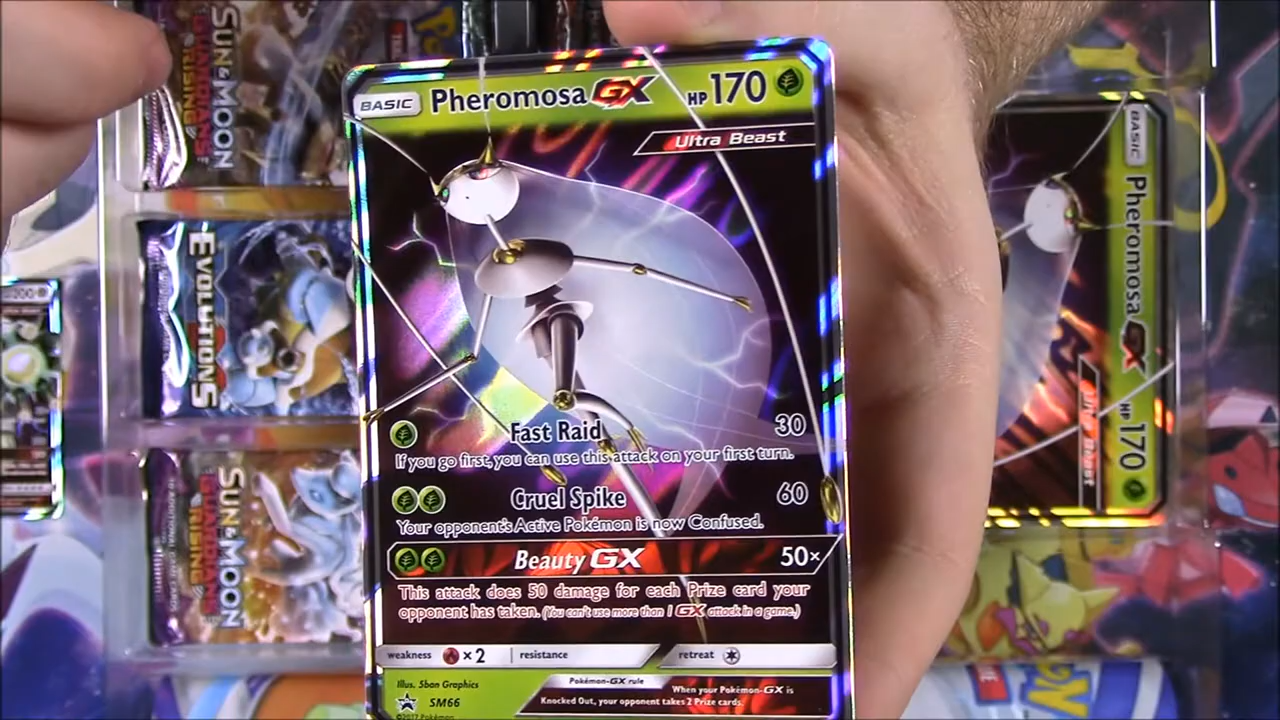 BASIC Pheromosa GX HP 170
Ultra Beast
Fast Raid 30
If you go first, you can use this attack on your first turn.
Cruel Spike 60
Your opponent's Active Pokémon is now Confused.
Beauty GX 50×
This attack does 50 damage for each Prize card your
opponent has taken. (You can't use more than 1 GX attack in a game.)
weakness ×2 resistance retreat
Illus. 5ban Graphics
SM66
©2017 Pokémon
Pokémon-GX rule
When your Pokémon-GX is
Knocked Out, your opponent takes 2 Prize cards.
SUN & MOON
GUARDIANS
RISING
EVOLUTIONS
SUN & MOON
GUARDIANS
RISING
BASIC Pheromosa GX HP 170
Ultra Beast